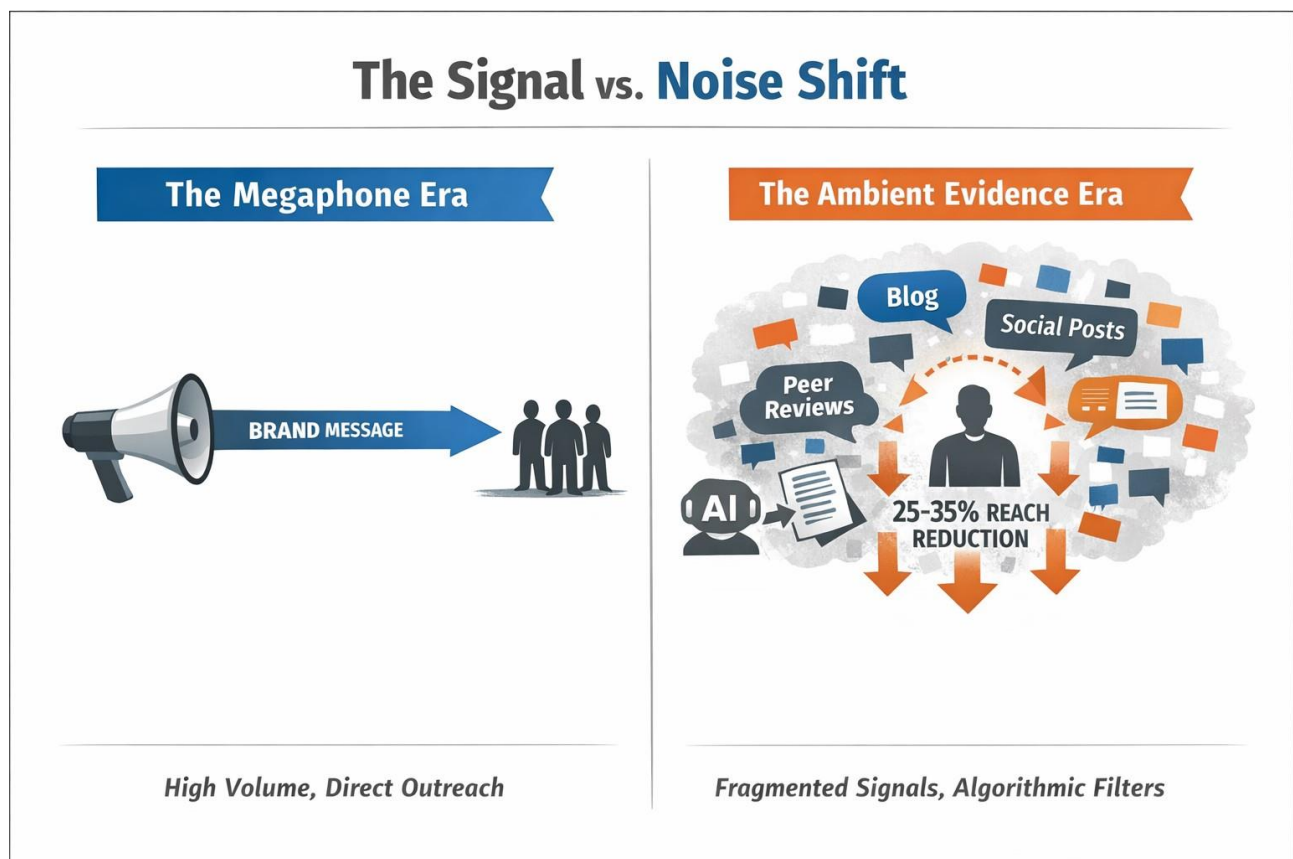 The Signal vs. Noise Shift
The Megaphone Era
BRAND MESSAGE
High Volume, Direct Outreach
The Ambient Evidence Era
Blog
Social Posts
Peer
Reviews
AI
25-35% REACH
REDUCTION
Fragmented Signals, Algorithmic Filters